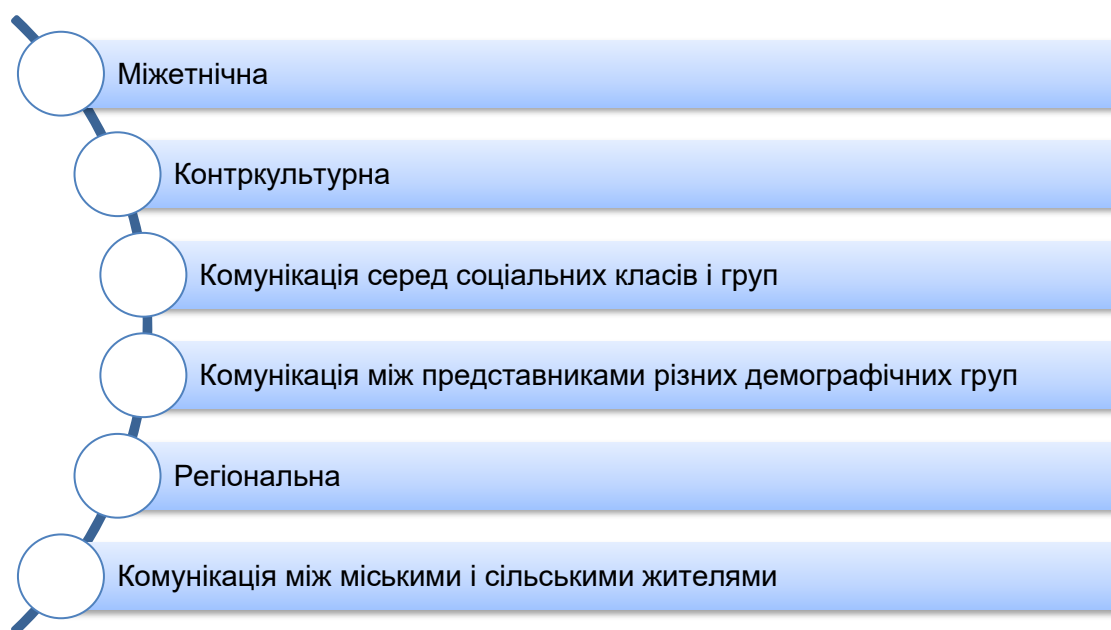 Міжетнічна
Контркультурна
Комунікація серед соціальних класів і груп
Комунікація між представниками різних демографічних груп
Регіональна
Комунікація між міськими і сільськими жителями